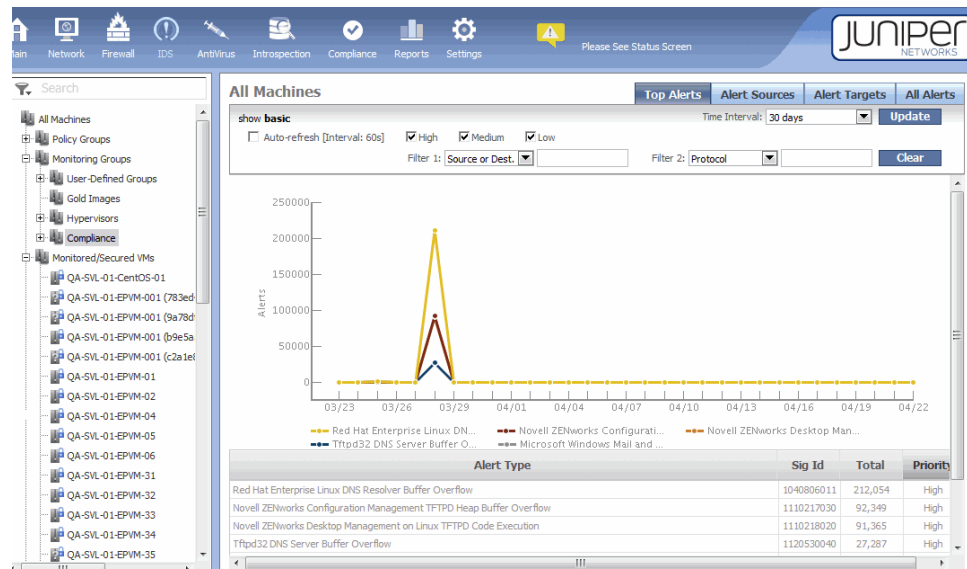 ain Network Firewall IDS AntiVirus Introspection Compliance Reports Settings
Please See Status Screen
JUNIPER
NETWORKS
Search
All Machines
Policy Groups
Monitoring Groups
User-Defined Groups
Gold Images
Hypervisors
Compliance
Monitored/Secured VMs
QA-SVL-01-CentOS-01
QA-SVL-01-EPVM-001 (783ed
QA-SVL-01-EPVM-001 (9a78d
QA-SVL-01-EPVM-001 (b9e5a
QA-SVL-01-EPVM-001 (c2a1e8
QA-SVL-01-EPVM-01
QA-SVL-01-EPVM-02
QA-SVL-01-EPVM-04
QA-SVL-01-EPVM-05
QA-SVL-01-EPVM-06
QA-SVL-01-EPVM-31
QA-SVL-01-EPVM-32
QA-SVL-01-EPVM-33
QA-SVL-01-EPVM-34
QA-SVL-01-EPVM-35
All Machines
Top Alerts Alert Sources Alert Targets All Alerts
show basic
Time Interval: 30 days Update
Auto-refresh [Interval: 60s] High Medium Low
Filter 1: Source or Dest. Filter 2: Protocol Clear
250000
200000
150000
100000
50000
0
Alerts
03/23 03/26 03/29 04/01 04/04 04/07 04/10 04/13 04/16 04/19 04/22
Red Hat Enterprise Linux DN... Novell ZENworks Configurati... Novell ZENworks Desktop Man...
Tftpd32 DNS Server Buffer O... Microsoft Windows Mail and ...
Alert Type Sig Id Total Priority
Red Hat Enterprise Linux DNS Resolver Buffer Overflow 1040806011 212,054 High
Novell ZENworks Configuration Management TFTPD Heap Buffer Overflow 1110217030 92,349 High
Novell ZENworks Desktop Management on Linux TFTPD Code Execution 1110218020 91,365 High
Tftpd32 DNS Server Buffer Overflow 1120530040 27,287 High